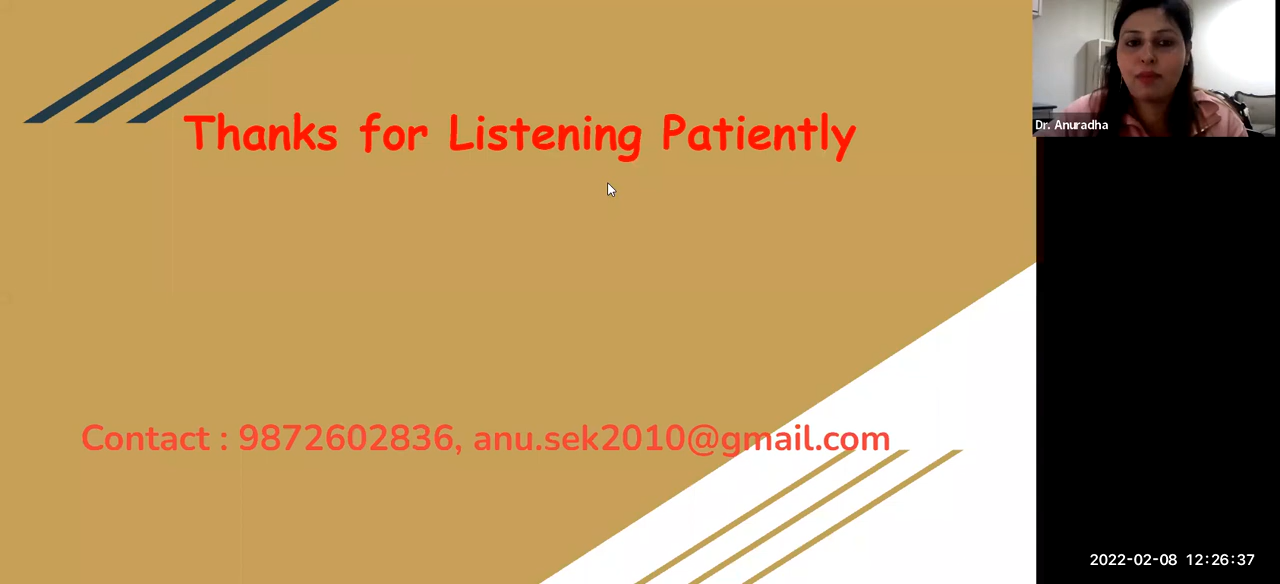 Thanks for Listening Patiently
Dr. Anuradha
Contact : 9872602836, anu.sek2010@gmail.com
2022-02-08 12:26:37